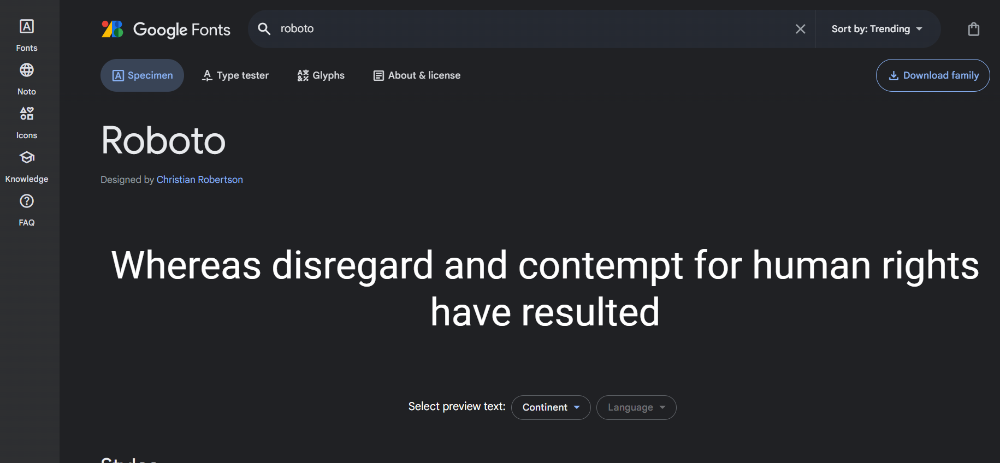 Fonts
Noto
Icons
Knowledge
FAQ
Google Fonts
roboto
Sort by: Trending
Specimen
Type tester
Glyphs
About & license
Download family
Roboto
Designed by Christian Robertson
Whereas disregard and contempt for human rights
have resulted
Select preview text:
Continent
Language